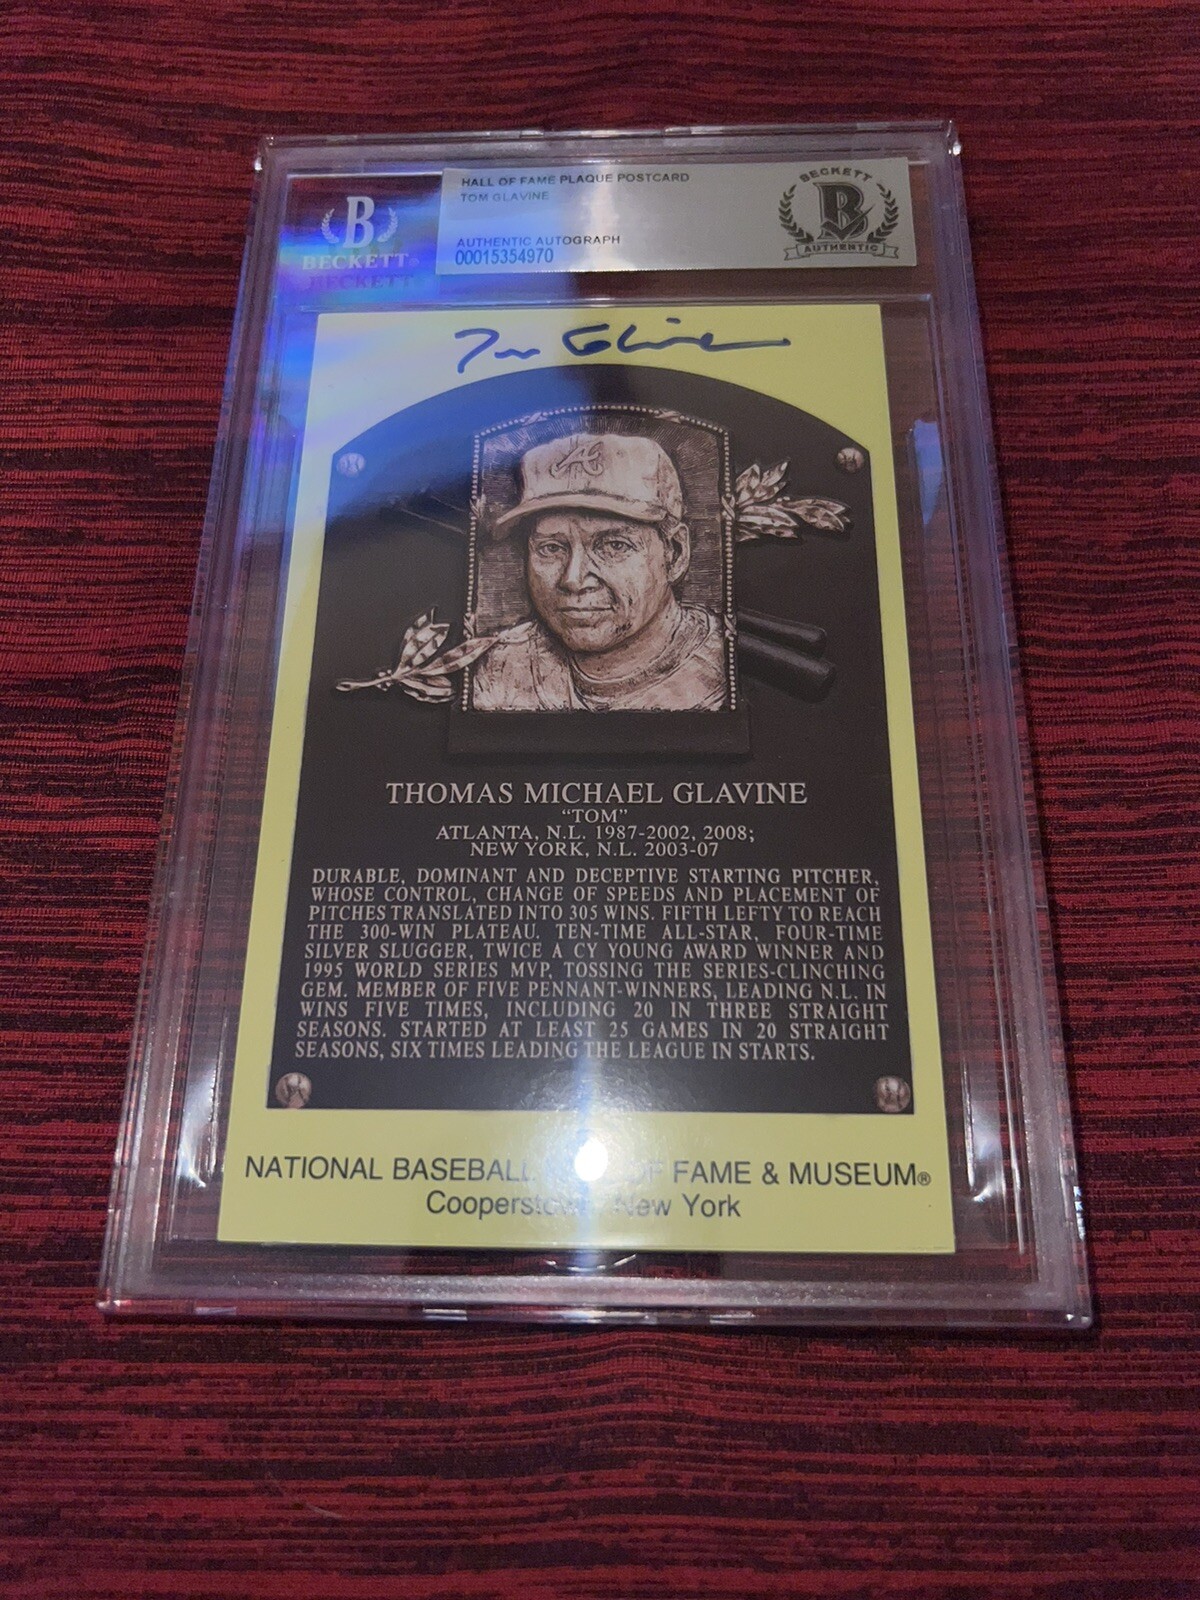 HALL OF FAME PLAQUE POSTCARD
TOM GLAVINE
AUTHENTIC AUTOGRAPH
00015354970
B
BECKETT
BECKETT
BECKETT
B
AUTHENTIC
Tom Glavine
A
THOMAS MICHAEL GLAVINE
“TOM”
ATLANTA, N.L. 1987-2002, 2008;
NEW YORK, N.L. 2003-07
DURABLE, DOMINANT AND DECEPTIVE STARTING PITCHER,
WHOSE CONTROL, CHANGE OF SPEEDS AND PLACEMENT OF
PITCHES TRANSLATED INTO 305 WINS. FIFTH LEFTY TO REACH
THE 300-WIN PLATEAU. TEN-TIME ALL-STAR, FOUR-TIME
SILVER SLUGGER, TWICE A CY YOUNG AWARD WINNER AND
1995 WORLD SERIES MVP, TOSSING THE SERIES-CLINCHING
GEM. MEMBER OF FIVE PENNANT-WINNERS, LEADING N.L. IN
WINS FIVE TIMES, INCLUDING 20 IN THREE STRAIGHT
SEASONS. STARTED AT LEAST 25 GAMES IN 20 STRAIGHT
SEASONS, SIX TIMES LEADING THE LEAGUE IN STARTS.
NATIONAL BASEBALL OF FAME & MUSEUM®
Cooperstown, New York